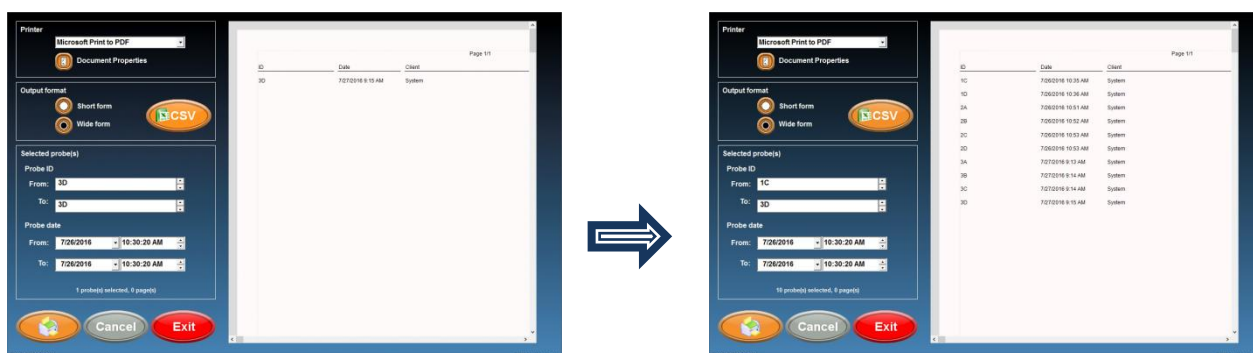 Printer
Microsoft Print to PDF
Document Properties
Output format
Short form
Wide form
CSV
Selected probe(s)
Probe ID
From: 3D
To: 3D
Probe date
From: 7/26/2016 10:30:20 AM
To: 7/26/2016 10:30:20 AM
1 probe(s) selected, 0 page(s)
Cancel
Exit
Page 1/1
ID Date Client
3D 7/27/2016 9:15 AM System
Printer
Microsoft Print to PDF
Document Properties
Output format
Short form
Wide form
CSV
Selected probe(s)
Probe ID
From: 1C
To: 3D
Probe date
From: 7/26/2016 10:30:20 AM
To: 7/26/2016 10:30:20 AM
10 probe(s) selected, 0 page(s)
Cancel
Exit
Page 1/1
ID Date Client
1C 7/26/2016 10:35 AM System
1D 7/26/2016 10:36 AM System
2A 7/26/2016 10:51 AM System
2B 7/26/2016 10:52 AM System
2C 7/26/2016 10:53 AM System
2D 7/26/2016 10:53 AM System
3A 7/27/2016 9:13 AM System
3B 7/27/2016 9:14 AM System
3C 7/27/2016 9:14 AM System
3D 7/27/2016 9:15 AM System